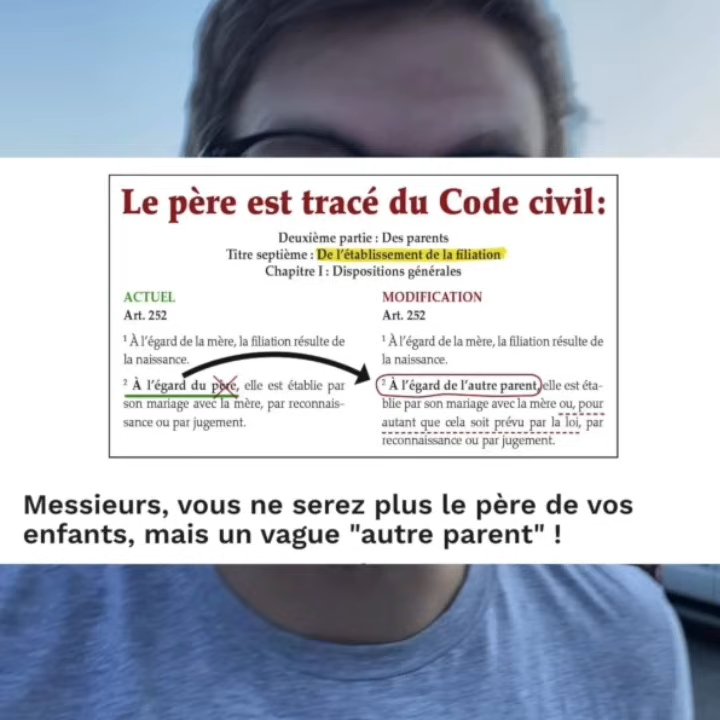 Le père est tracé du Code civil:
Deuxième partie : Des parents
Titre septième : De l'établissement de la filiation
Chapitre I : Dispositions générales
ACTUEL
Art. 252
¹ À l'égard de la mère, la filiation résulte de
la naissance.
² À l'égard du père, elle est établie par
son mariage avec la mère, par reconnais-
sance ou par jugement.
MODIFICATION
Art. 252
¹ À l'égard de la mère, la filiation résulte de
la naissance.
² À l'égard de l'autre parent, elle est éta-
blie par son mariage avec la mère ou, pour
autant que cela soit prévu par la loi, par
reconnaissance ou par jugement.
Messieurs, vous ne serez plus le père de vos
enfants, mais un vague "autre parent" !